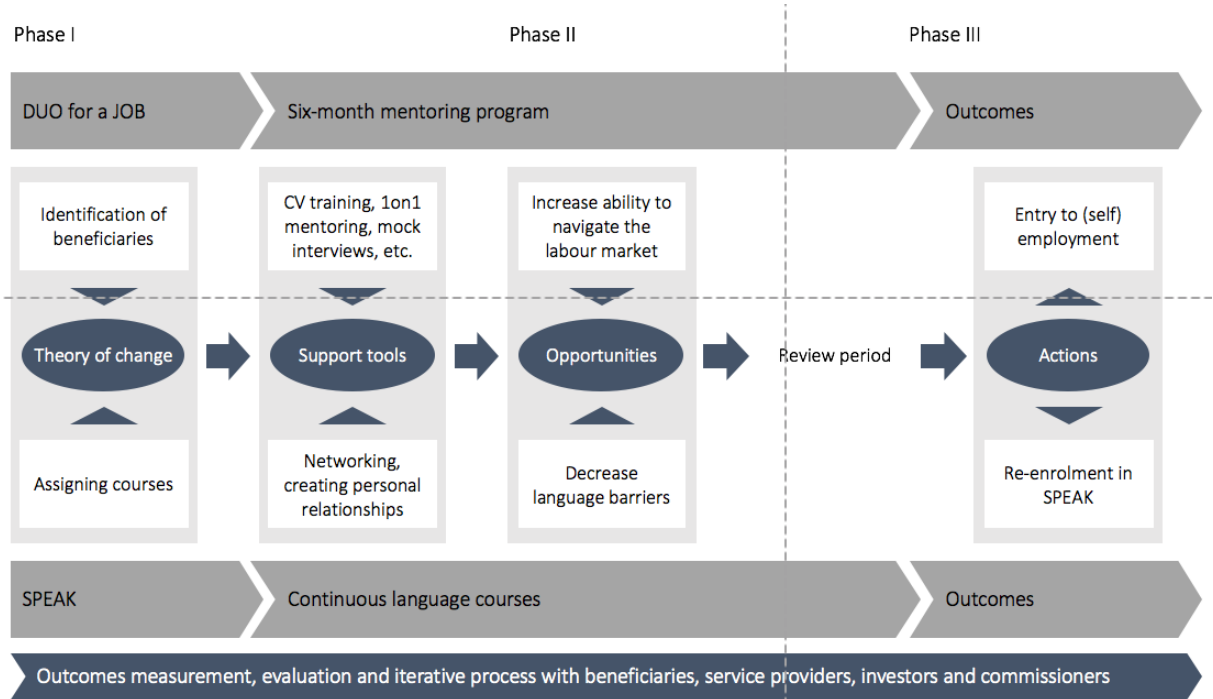 Phase I
Phase II
Phase III
DUO for a JOB
Six-month mentoring program
Outcomes
Identification of
beneficiaries
CV training, 1on1
mentoring, mock
interviews, etc.
Increase ability to
navigate the
labour market
Entry to (self)
employment
Theory of change
Support tools
Opportunities
Review period
Actions
Assigning courses
Networking,
creating personal
relationships
Decrease
language barriers
Re-enrolment in
SPEAK
SPEAK
Continuous language courses
Outcomes
Outcomes measurement, evaluation and iterative process with beneficiaries, service providers, investors and commissioners